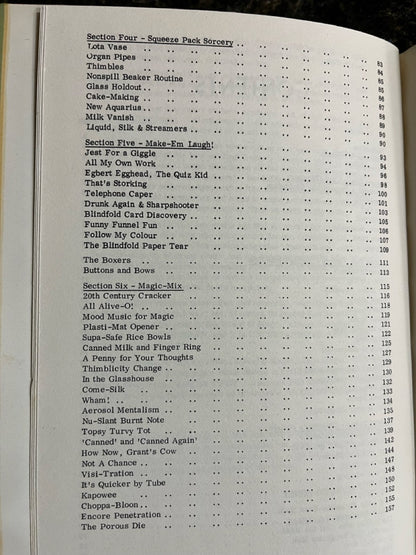 Section Four - Squeeze Pack Sorcery .. .. .. .. .. .. 83
Lota Vase .. .. .. .. .. .. .. .. 84
Organ Pipes .. .. .. .. .. .. .. .. 85
Thimbles .. .. .. .. .. .. .. .. 85
Nonspill Beaker Routine .. .. .. .. .. .. 86
Glass Holdout .. .. .. .. .. .. .. .. 87
Cake-Making .. .. .. .. .. .. .. .. 88
New Aquarius .. .. .. .. .. .. .. .. 89
Milk Vanish .. .. .. .. .. .. .. .. 90
Liquid, Silk & Streamers .. .. .. .. .. .. 90
Section Five - Make-Em Laugh! .. .. .. .. .. .. 93
Jest For a Giggle .. .. .. .. .. .. .. 94
All My Own Work .. .. .. .. .. .. .. 96
Egbert Egghead, The Quiz Kid .. .. .. .. .. .. 98
That's Storking .. .. .. .. .. .. .. 100
Telephone Caper .. .. .. .. .. .. .. 101
Drunk Again & Sharpshooter .. .. .. .. .. .. 103
Blindfold Card Discovery .. .. .. .. .. .. .. 105
Funny Funnel Fun .. .. .. .. .. .. .. 107
Follow My Colour .. .. .. .. .. .. .. 109
The Blindfold Paper Tear .. .. .. .. .. ..
The Boxers .. .. .. .. .. .. .. .. 111
Buttons and Bows .. .. .. .. .. .. .. 113
Section Six - Magic-Mix .. .. .. .. .. .. 115
20th Century Cracker .. .. .. .. .. .. .. 116
All Alive-O! .. .. .. .. .. .. .. .. 118
Mood Music for Magic .. .. .. .. .. .. .. 119
Plasti-Mat Opener .. .. .. .. .. .. .. 121
Supa-Safe Rice Bowls .. .. .. .. .. .. .. 122
Canned Milk and Finger Ring .. .. .. .. .. .. 125
A Penny for Your Thoughts .. .. .. .. .. .. 127
Thimblicity Change .. .. .. .. .. .. .. 129
In the Glasshouse .. .. .. .. .. .. .. 130
Come-Silk .. .. .. .. .. .. .. .. 132
Wham! .. .. .. .. .. .. .. .. 133
Aerosol Mentalism .. .. .. .. .. .. .. 134
Nu-Slant Burnt Note .. .. .. .. .. .. .. 135
Topsy Turvy Tot .. .. .. .. .. .. .. 137
'Canned' and 'Canned Again' .. .. .. .. .. .. 139
How Now, Grant's Cow .. .. .. .. .. .. .. 142
Not A Chance .. .. .. .. .. .. .. .. 144
Visi-Tration .. .. .. .. .. .. .. .. 147
It's Quicker by Tube .. .. .. .. .. .. .. 148
Kapowee .. .. .. .. .. .. .. .. 150
Choppa-Bloon .. .. .. .. .. .. .. .. 152
Encore Penetration .. .. .. .. .. .. .. 155
The Porous Die .. .. .. .. .. .. .. 157